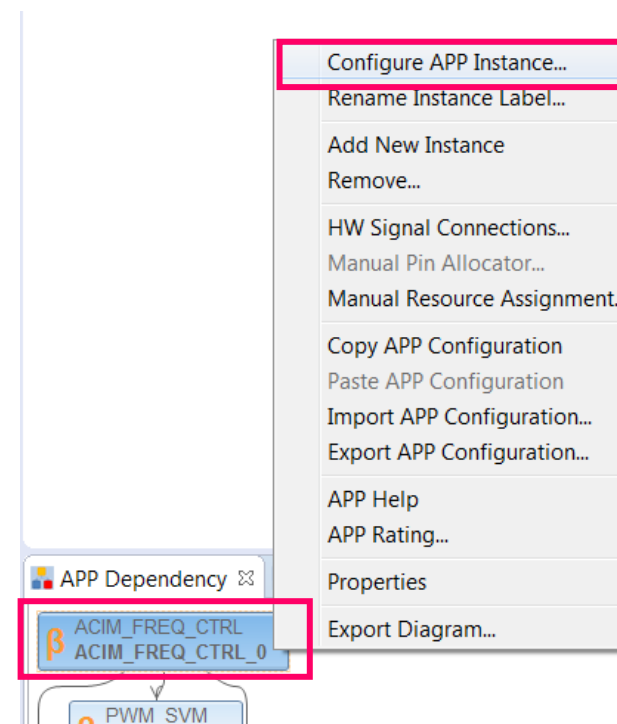 Configure APP Instance...
Rename Instance Label...
Add New Instance
Remove...
HW Signal Connections...
Manual Pin Allocator...
Manual Resource Assignment.
Copy APP Configuration
Paste APP Configuration
Import APP Configuration...
Export APP Configuration...
APP Help
APP Rating...
Properties
Export Diagram...
APP Dependency
β ACIM_FREQ_CTRL
ACIM_FREQ_CTRL_0
PWM_SVM